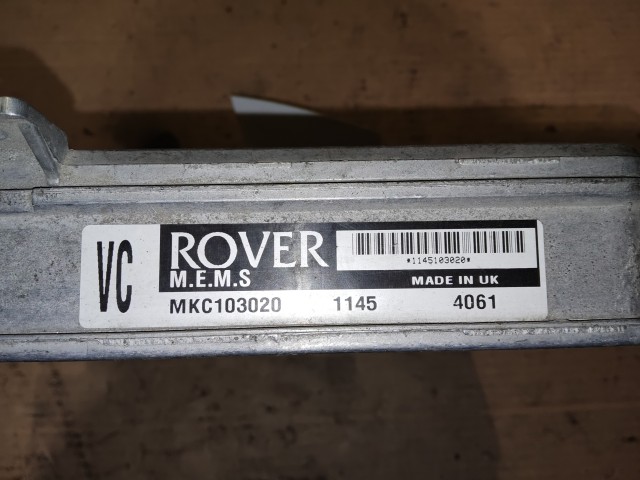 VC
ROVER
M.E.M.S
*1145103020*
MADE IN UK
MKC103020 1145 4061